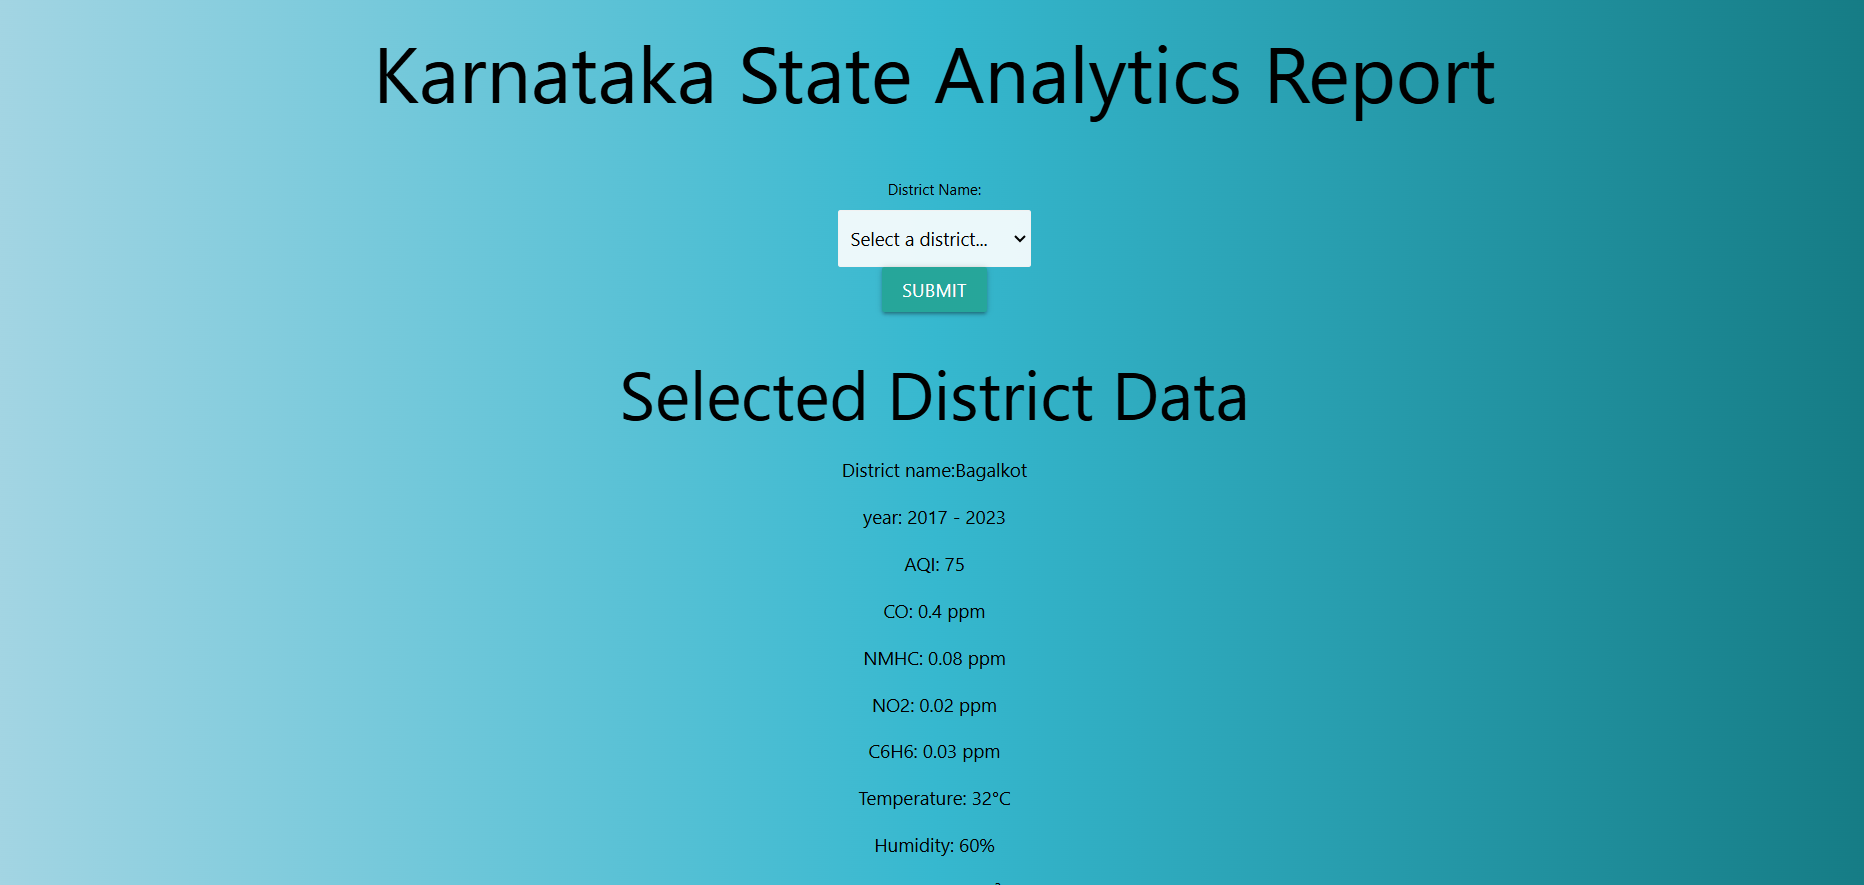 Karnataka State Analytics Report
District Name:
Select a district...
SUBMIT
Selected District Data
District name:Bagalkot
year: 2017 - 2023
AQI: 75
CO: 0.4 ppm
NMHC: 0.08 ppm
NO2: 0.02 ppm
C6H6: 0.03 ppm
Temperature: 32°C
Humidity: 60%